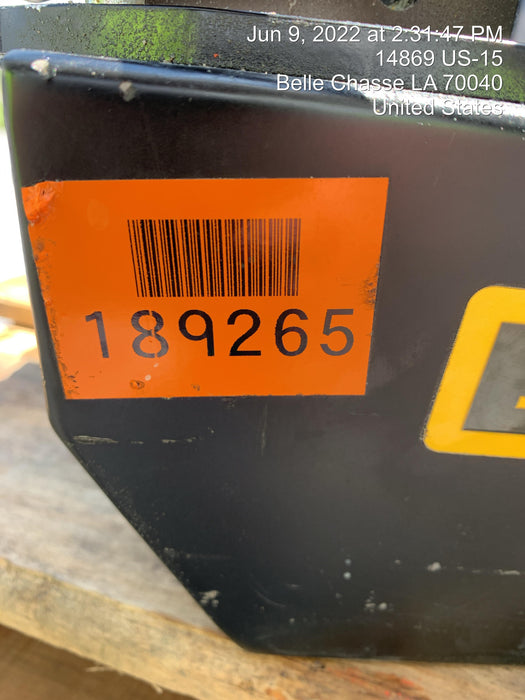 Jun 9, 2022 at 2:31:47 PM
14869 US-15
Belle Chasse LA 70040
United States
189265